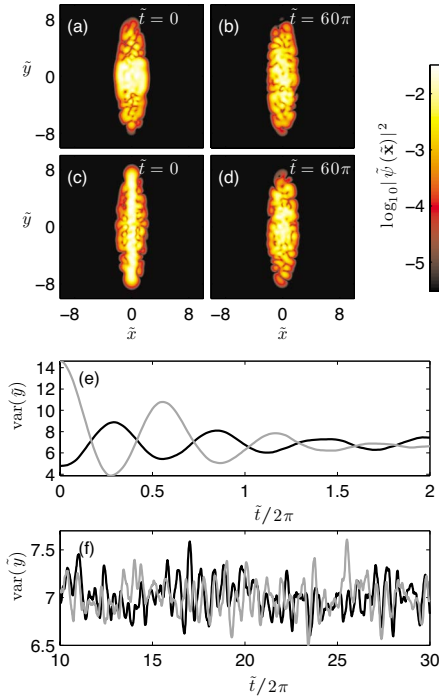 (a) t̃ = 0
(b) t̃ = 60π
8
ỹ 0
−8
(c) t̃ = 0
(d) t̃ = 60π
8
ỹ 0
−8
−8 0 8
x̃
−8 0 8
x̃
−2
−3
−4
−5
log₁₀|ψ̃(x̃)|²
(e)
14
12
10
8
6
4
var(ỹ)
0 0.5 1 1.5 2
t̃/2π
(f)
7.5
7
6.5
var(ỹ)
10 15 20 25 30
t̃/2π